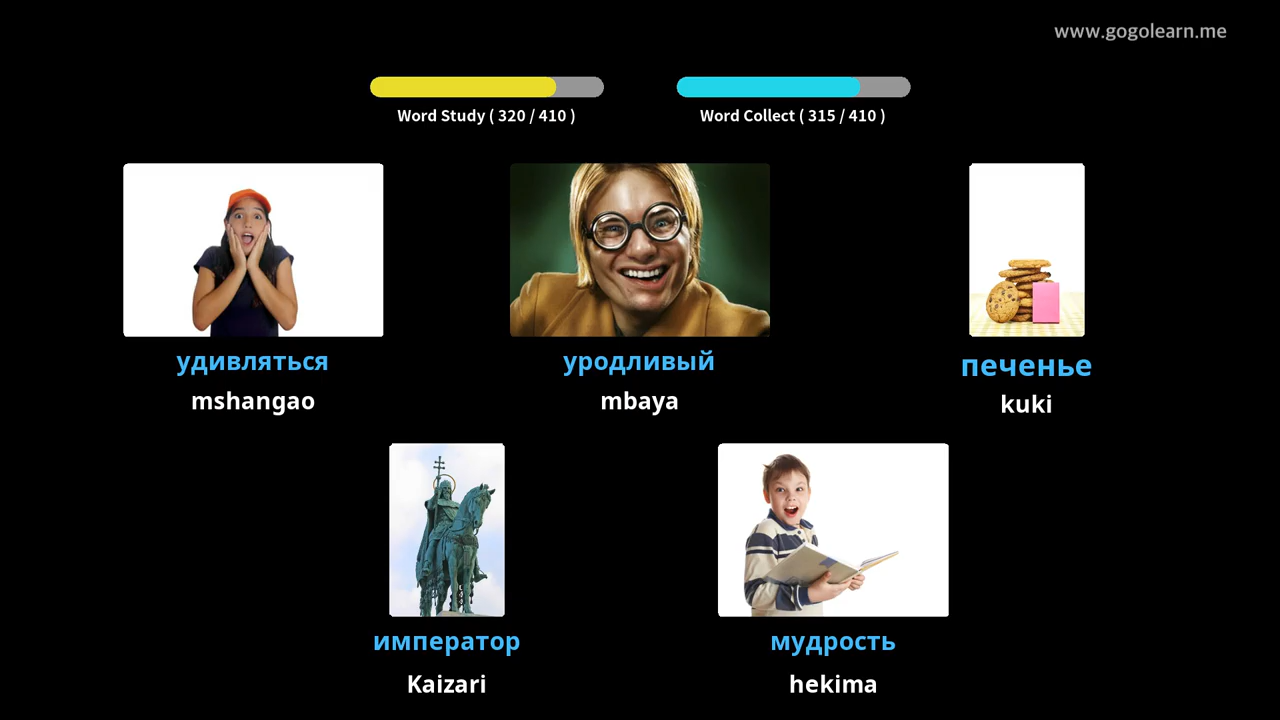 www.gogolearn.me
Word Study ( 320 / 410 )
Word Collect ( 315 / 410 )
удивляться
mshangao
уродливый
mbaya
печенье
kuki
император
Kaizari
мудрость
hekima